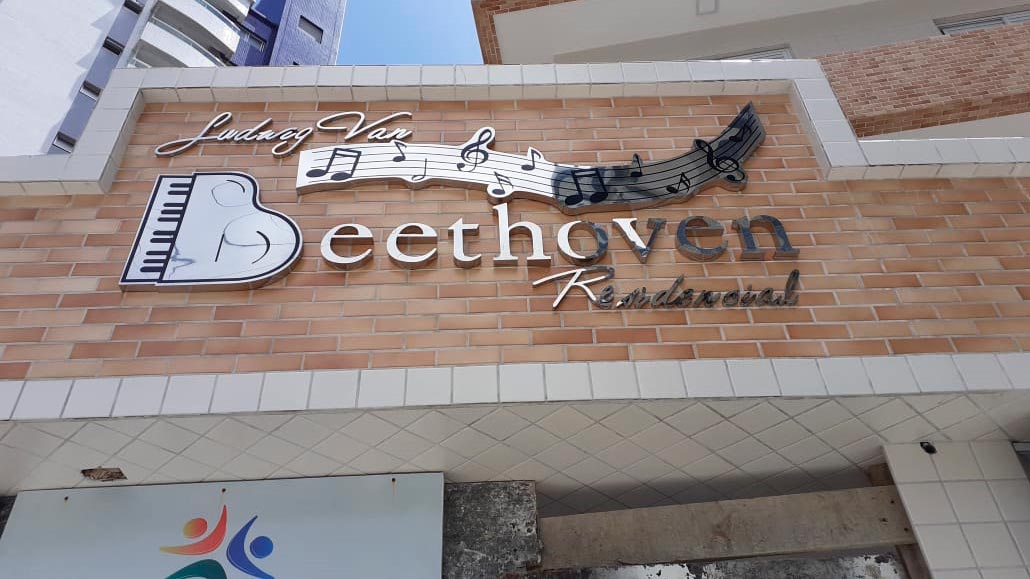 Ludwig Van
Beethoven
Residencial